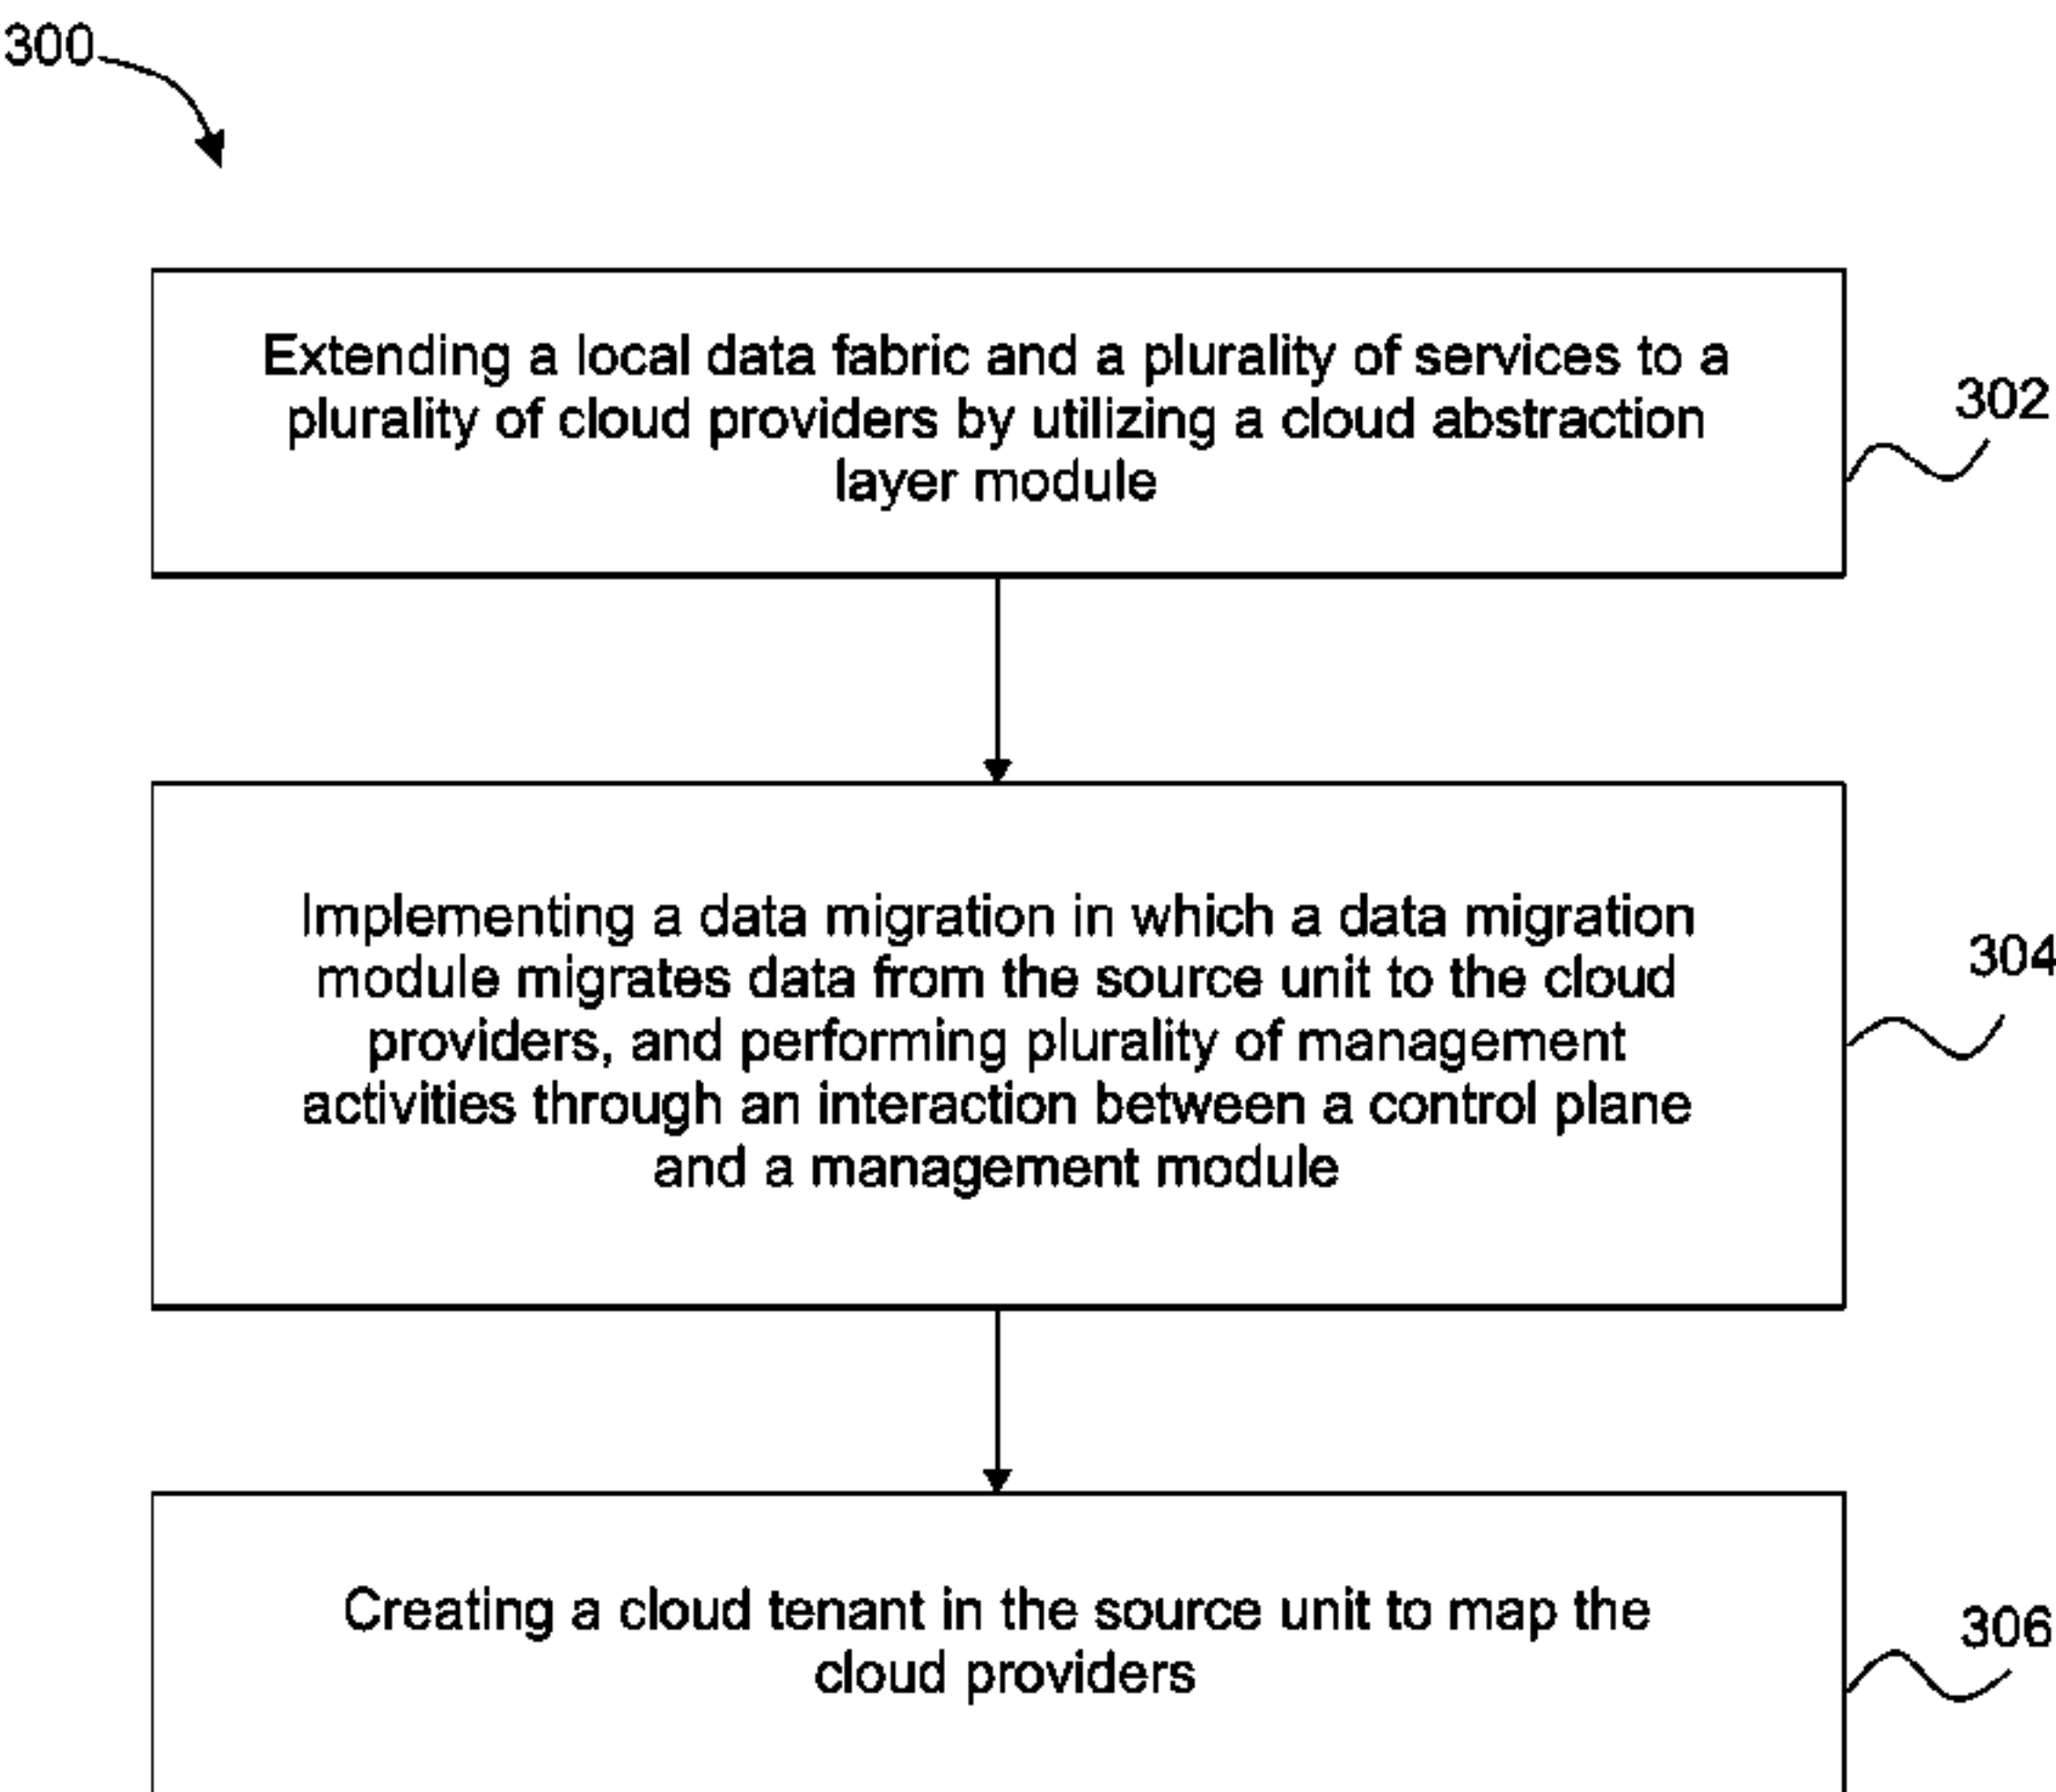 300
Extending a local data fabric and a plurality of services to a
plurality of cloud providers by utilizing a cloud abstraction
layer module
302
Implementing a data migration in which a data migration
module migrates data from the source unit to the cloud
providers, and performing plurality of management
activities through an interaction between a control plane
and a management module
304
Creating a cloud tenant in the source unit to map the
cloud providers
306